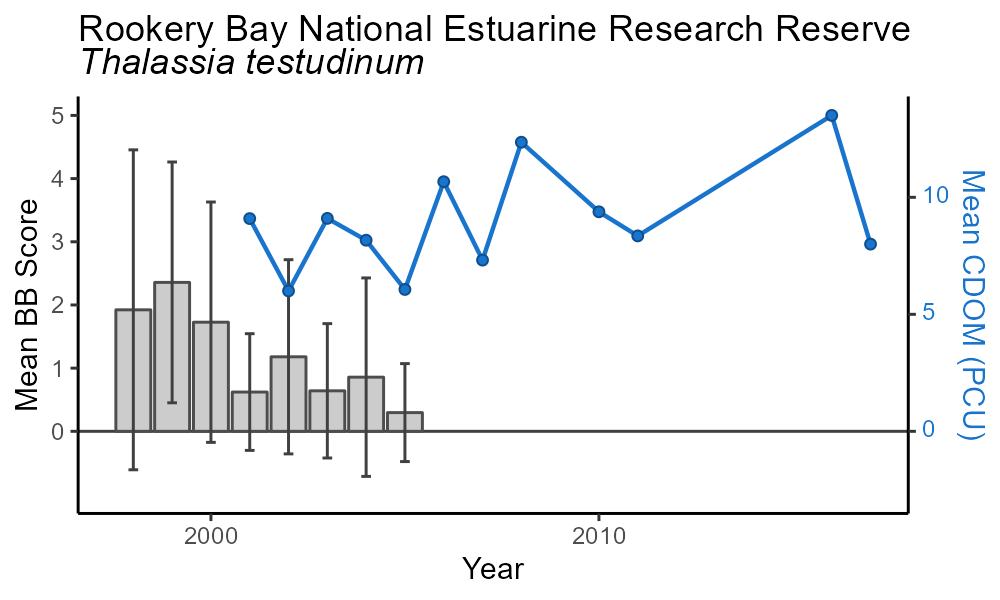 Rookery Bay National Estuarine Research Reserve
Thalassia testudinum
Mean BB Score
5
4
3
2
1
0
10
5
0
Mean CDOM (PCU)
2000
2010
Year